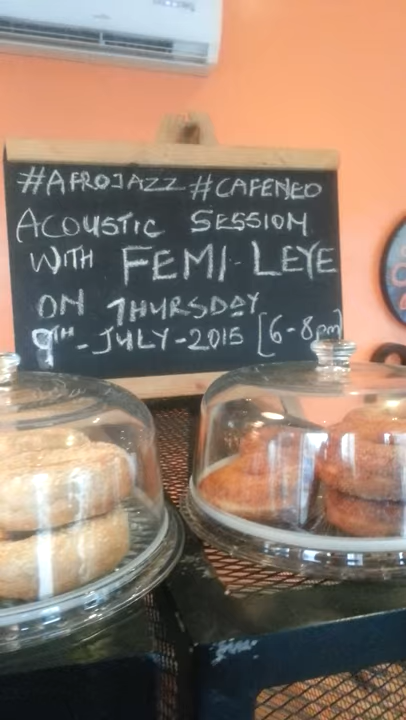 #AFROJAZZ #CAFENEO
ACOUSTIC SESSION
WITH FEMI-LEYE
ON THURSDAY
9TH-JULY-2015 [6-8pm]